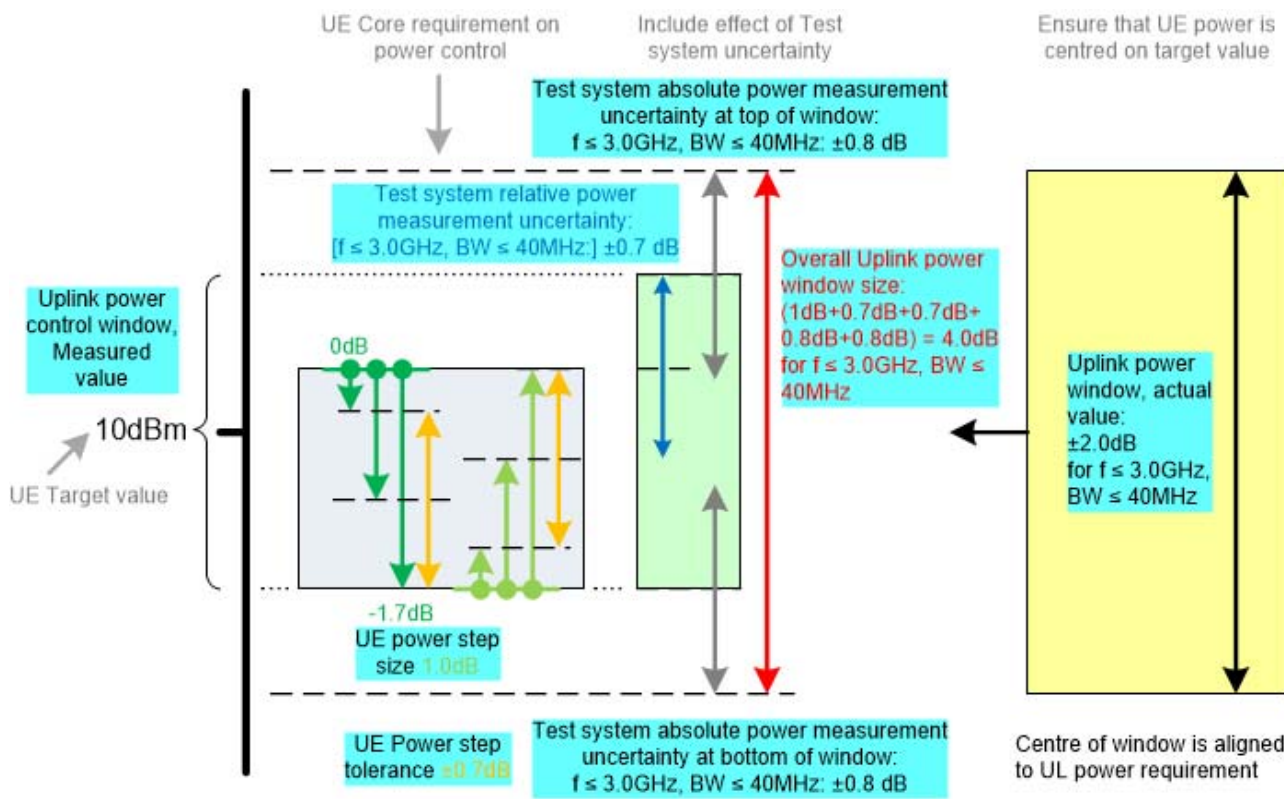 UE Core requirement on
power control
Include effect of Test
system uncertainty
Ensure that UE power is
centred on target value
Test system absolute power measurement
uncertainty at top of window:
f ≤ 3.0GHz, BW ≤ 40MHz: ±0.8 dB
Test system relative power
measurement uncertainty:
[f ≤ 3.0GHz, BW ≤ 40MHz:] ±0.7 dB
Overall Uplink power
window size:
(1dB+0.7dB+0.7dB+
0.8dB+0.8dB) = 4.0dB
for f ≤ 3.0GHz, BW ≤
40MHz
Uplink power
control window,
Measured
value
0dB
10dBm
UE Target value
Uplink power
window, actual
value:
±2.0dB
for f ≤ 3.0GHz,
BW ≤ 40MHz
-1.7dB
UE power step
size 1.0dB
UE Power step
tolerance ±0.7dB
Test system absolute power measurement
uncertainty at bottom of window:
f ≤ 3.0GHz, BW ≤ 40MHz: ±0.8 dB
Centre of window is aligned
to UL power requirement